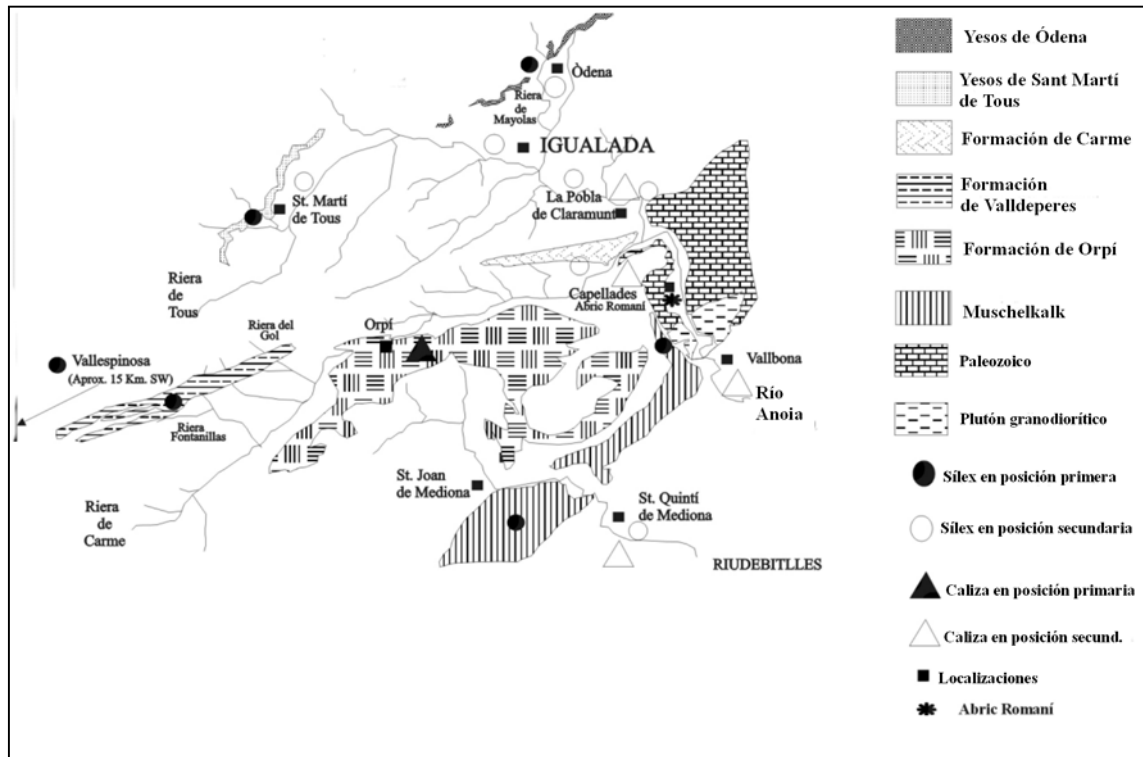 Òdena
Riera
de
Mayolas
IGUALADA
St. Martí
de Tous
La Pobla
de Claramunt
Riera
de
Tous
Capellades
Abric Romaní
Riera del
Gol
Orpí
Vallespinosa
(Aprox. 15 Km. SW)
Vallbona
Río
Anoia
Riera
Fontanillas
St. Joan
de Mediona
St. Quintí
de Mediona
Riera
de
Carme
RIUDEBITLLES
Yesos de Ódena
Yesos de Sant Martí
de Tous
Formación de Carme
Formación
de Valldeperes
Formación de Orpí
Muschelkalk
Paleozoico
Plutón granodiorítico
Sílex en posición primera
Sílex en posición secundaria
Caliza en posición primaria
Caliza en posición secund.
Localizaciones
Abric Romaní